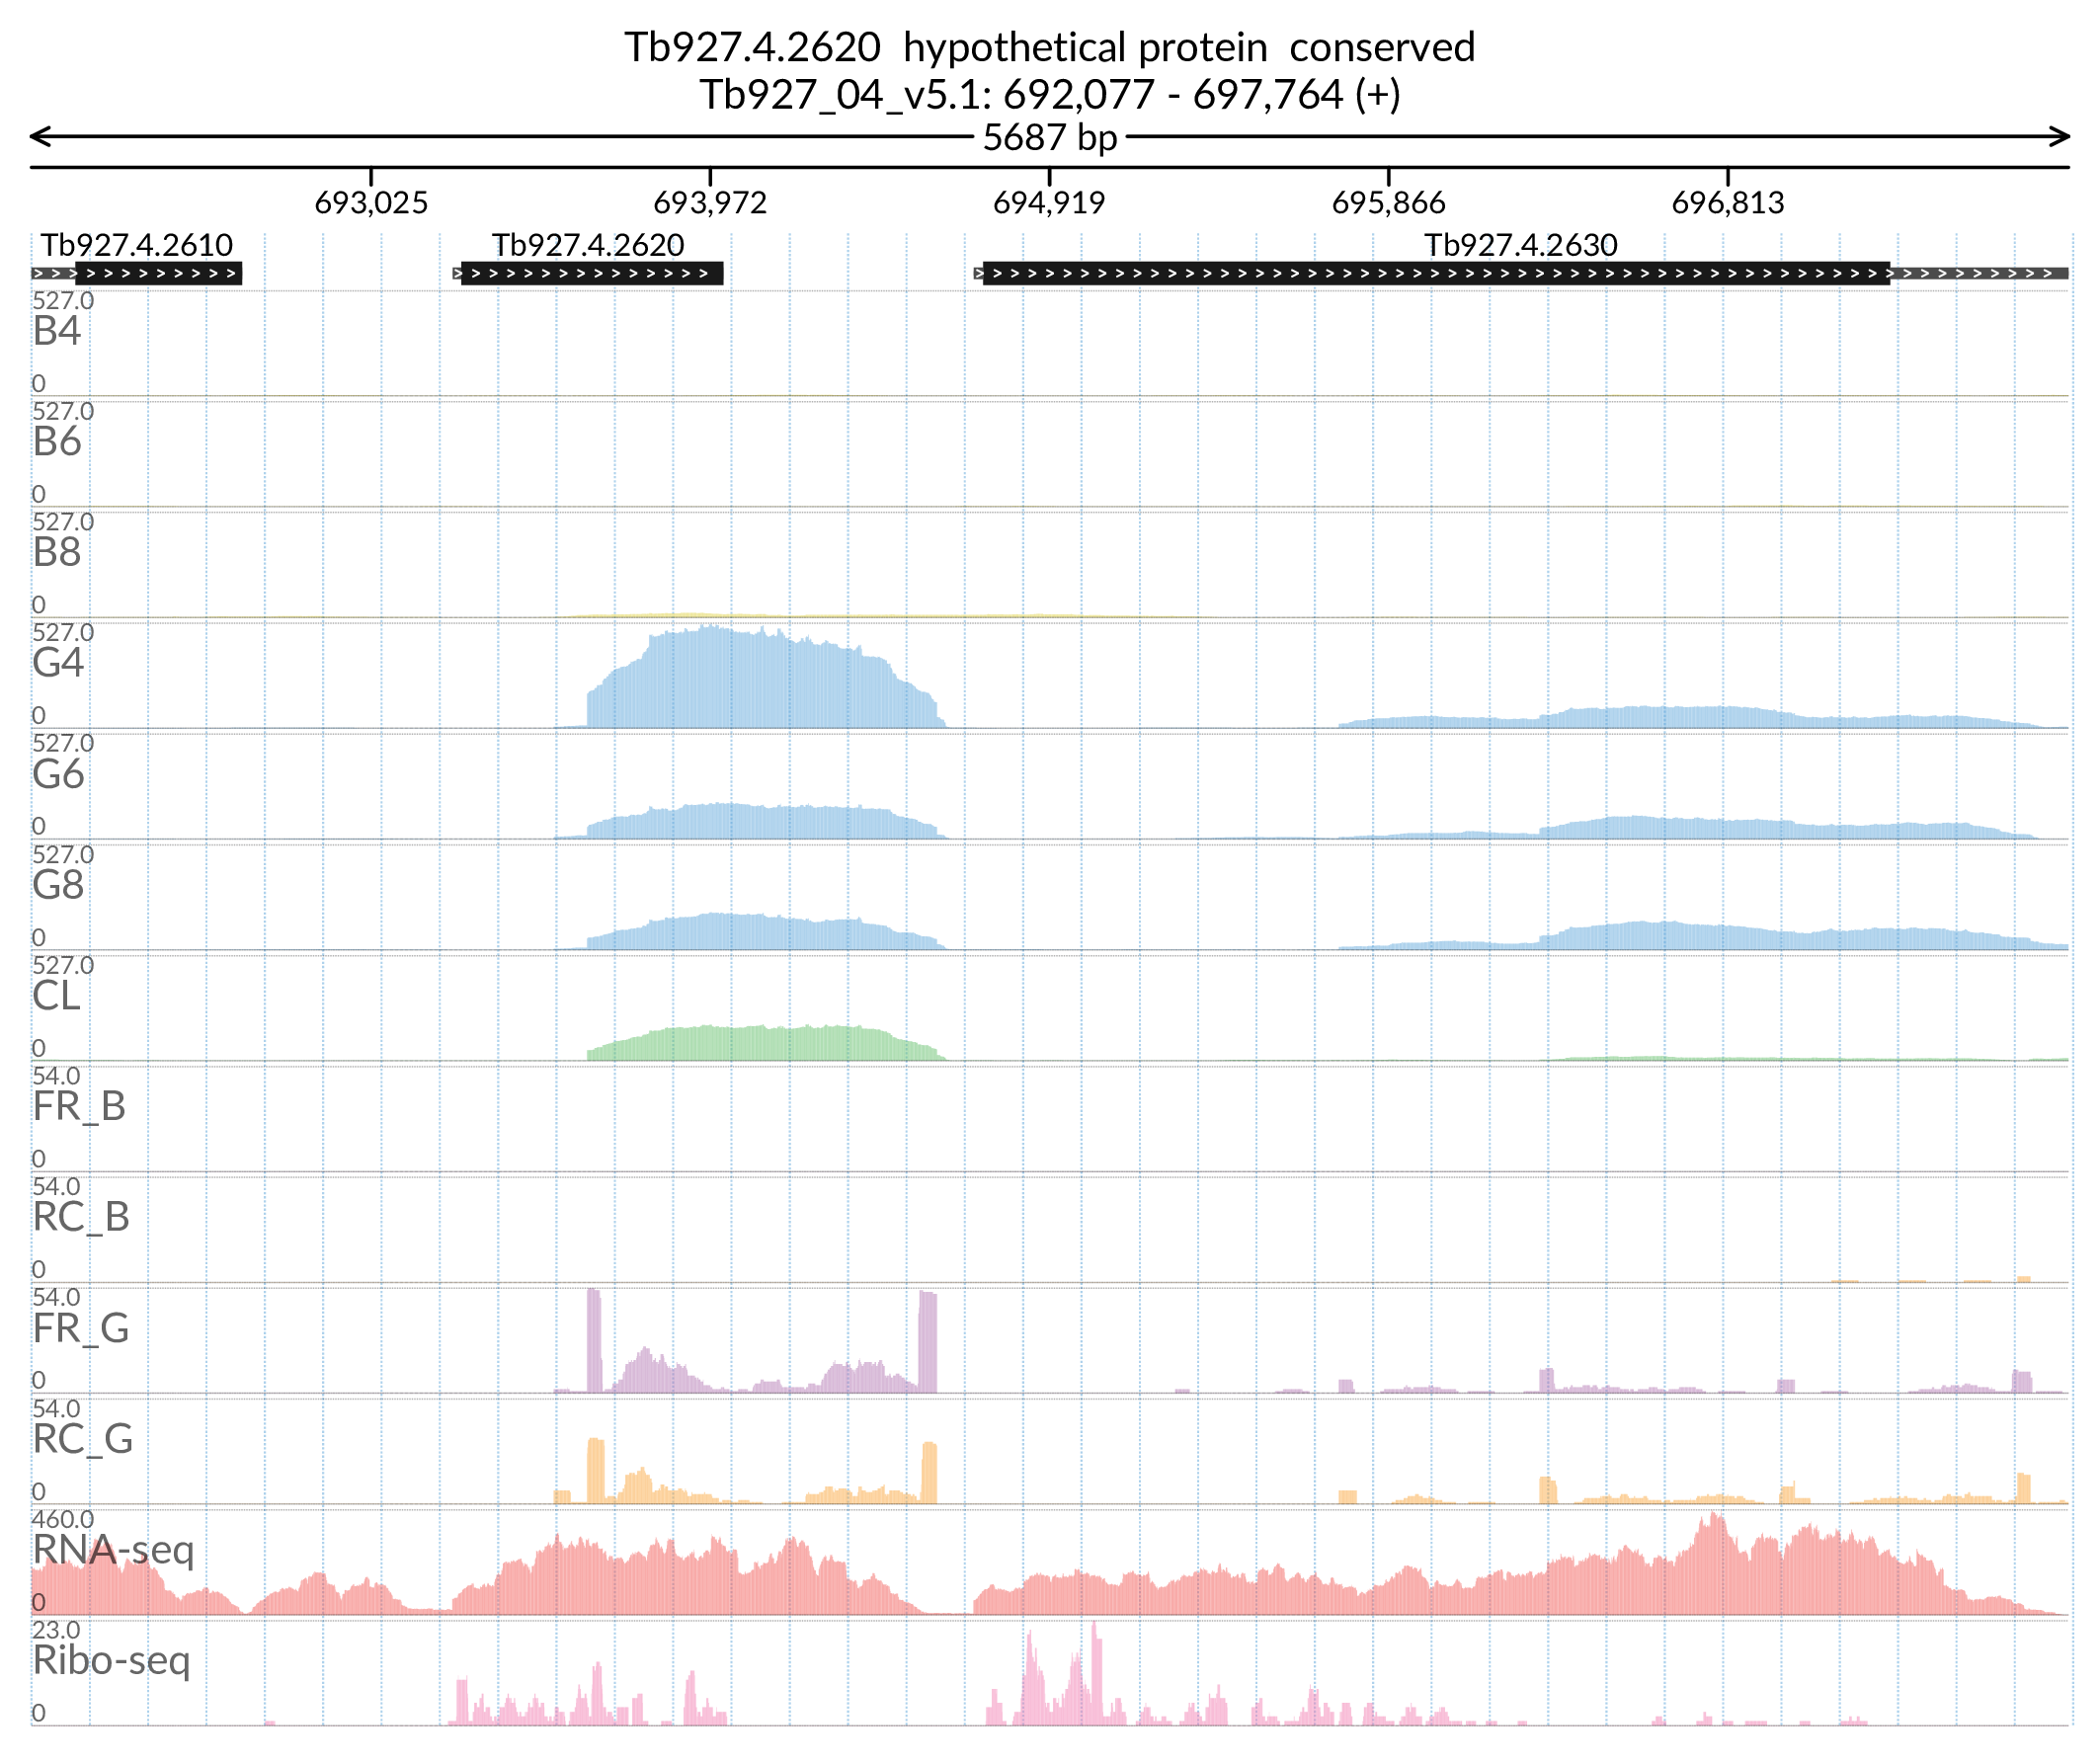 Tb927.4.2620 hypothetical protein conserved
Tb927_04_v5.1: 692,077 - 697,764 (+)
5687 bp
693,025 693,972 694,919 695,866 696,813
Tb927.4.2610 Tb927.4.2620 Tb927.4.2630
527.0
B4
0
527.0
B6
0
527.0
B8
0
527.0
G4
0
527.0
G6
0
527.0
G8
0
527.0
CL
0
54.0
FR_B
0
54.0
RC_B
0
54.0
FR_G
0
54.0
RC_G
0
460.0
RNA-seq
0
23.0
Ribo-seq
0